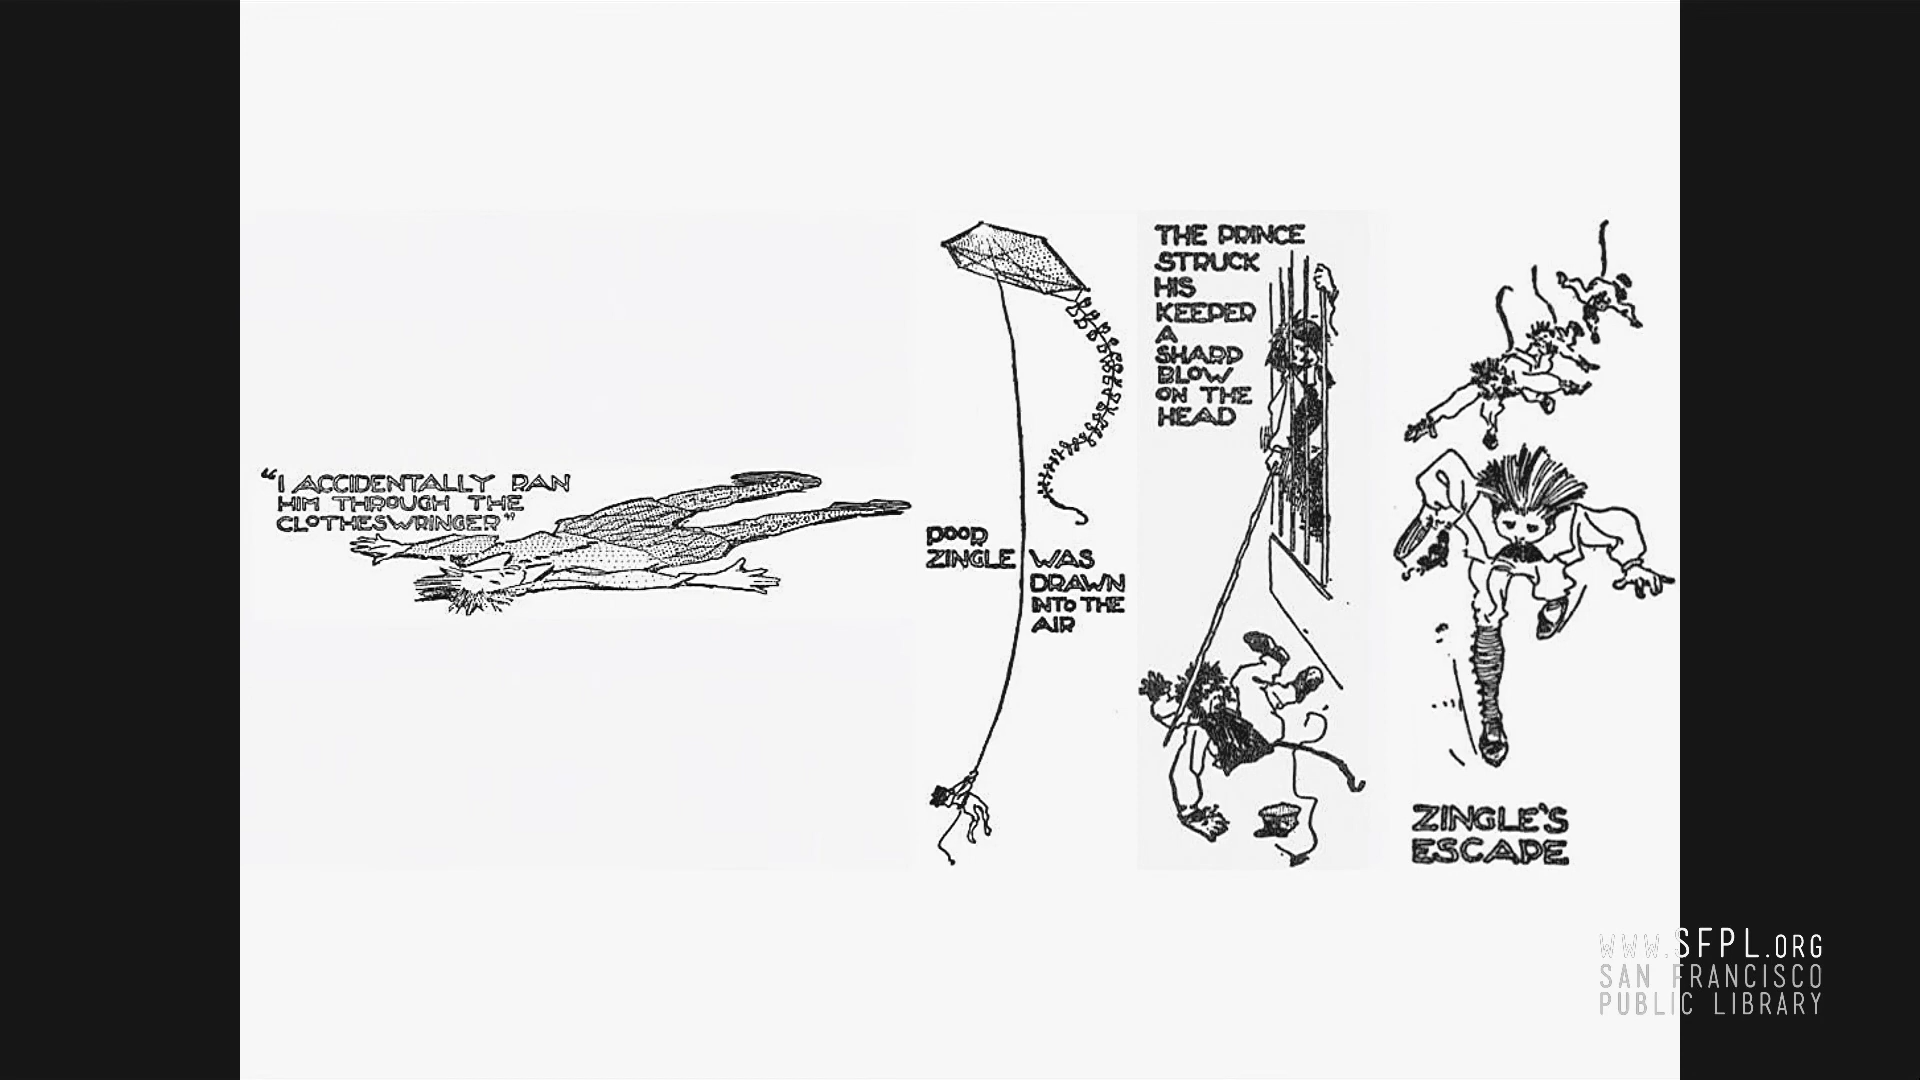 "I ACCIDENTALLY RAN
HIM THROUGH THE
CLOTHESWRINGER"
POOR
ZINGLE WAS
DRAWN
INTO THE
AIR
THE PRINCE
STRUCK
HIS
KEEPER
A
SHARP
BLOW
ON THE
HEAD
ZINGLE'S
ESCAPE
WWW.SFPL.ORG
SAN FRANCISCO
PUBLIC LIBRARY